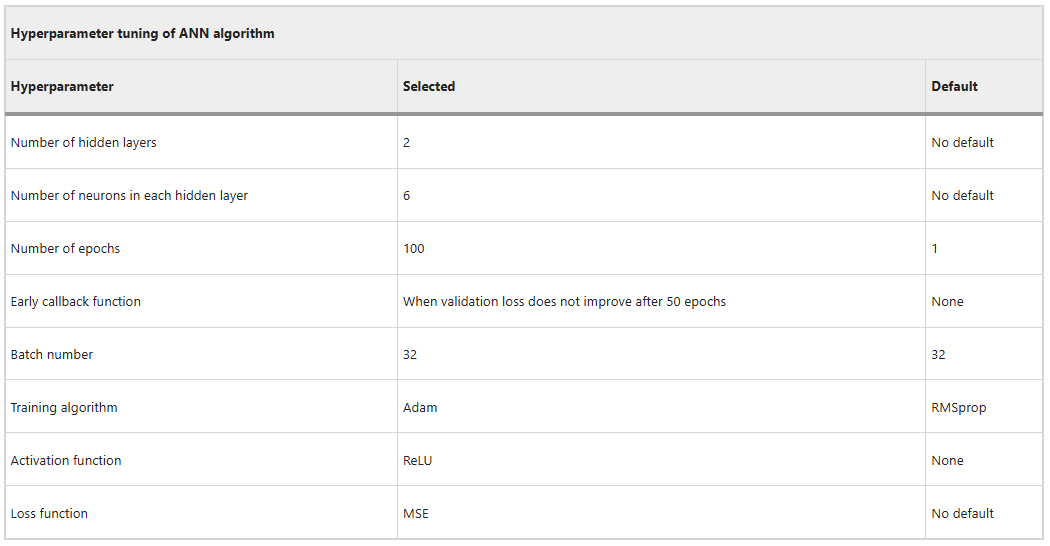 Hyperparameter tuning of ANN algorithm
Hyperparameter Selected Default
Number of hidden layers 2 No default
Number of neurons in each hidden layer 6 No default
Number of epochs 100 1
Early callback function When validation loss does not improve after 50 epochs None
Batch number 32 32
Training algorithm Adam RMSprop
Activation function ReLU None
Loss function MSE No default